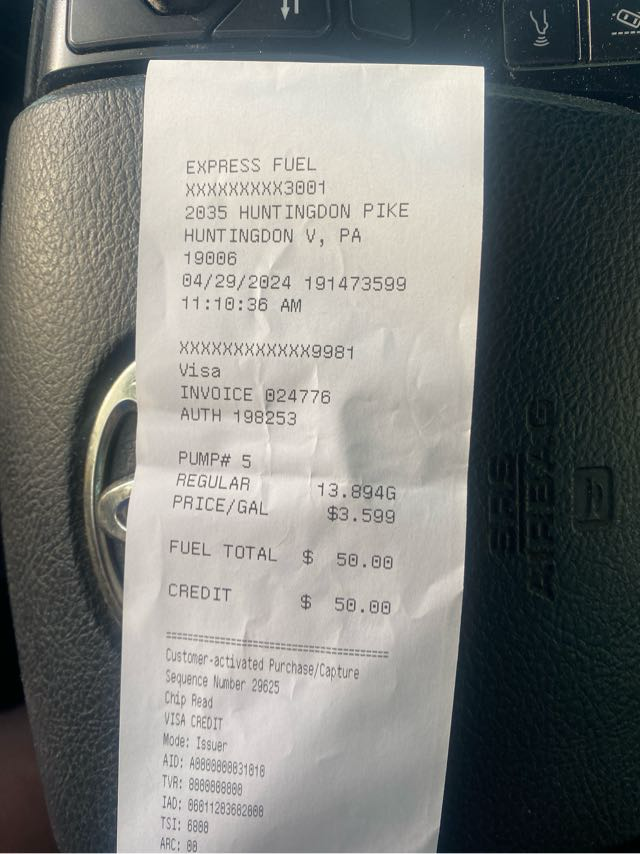 EXPRESS FUEL
XXXXXXXXX3001
2035 HUNTINGDON PIKE
HUNTINGDON V, PA
19006
04/29/2024 191473599
11:10:36 AM
XXXXXXXXXXXX9981
Visa
INVOICE 024776
AUTH 198253
PUMP# 5
REGULAR 13.894G
PRICE/GAL $3.599
FUEL TOTAL $ 50.00
CREDIT $ 50.00
=========================================
Customer-activated Purchase/Capture
Sequence Number 29625
Chip Read
VISA CREDIT
Mode: Issuer
AID: A0000000031010
TVR: 8000000000
IAD: 06011203602000
TSI: 6800
ARC: 00
SRS
AIRBAG